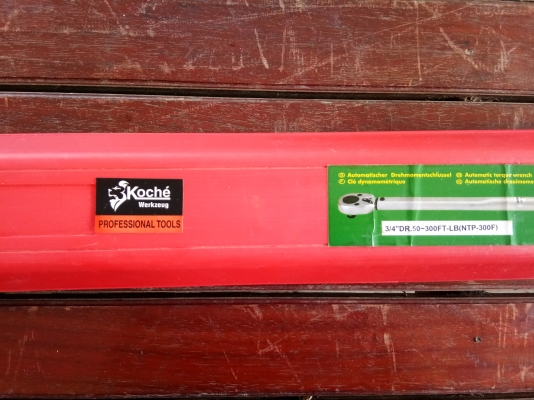 Koché
Werkzeug
PROFESSIONAL TOOLS
Automatischer Drehmomentschlüssel
Clé dynamométrique
Automatic torque wrench
Automatische
3/4"DR.50~300FT-LB(NTP-300F)